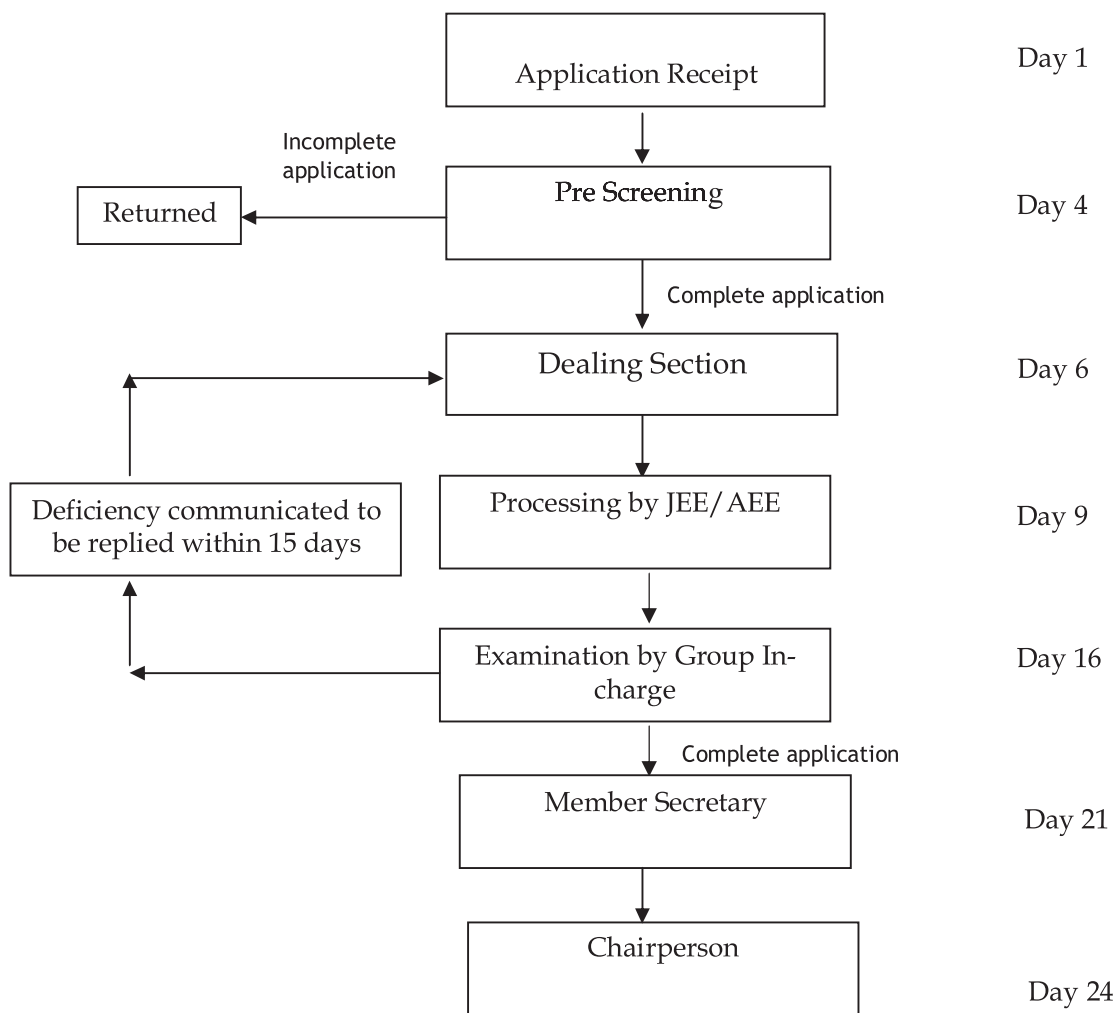 Application Receipt
Day 1
Incomplete
application
Pre Screening
Returned
Day 4
Complete application
Dealing Section
Day 6
Processing by JEE/AEE
Deficiency communicated to
be replied within 15 days
Day 9
Examination by Group In-
charge
Day 16
Complete application
Member Secretary
Day 21
Chairperson
Day 24